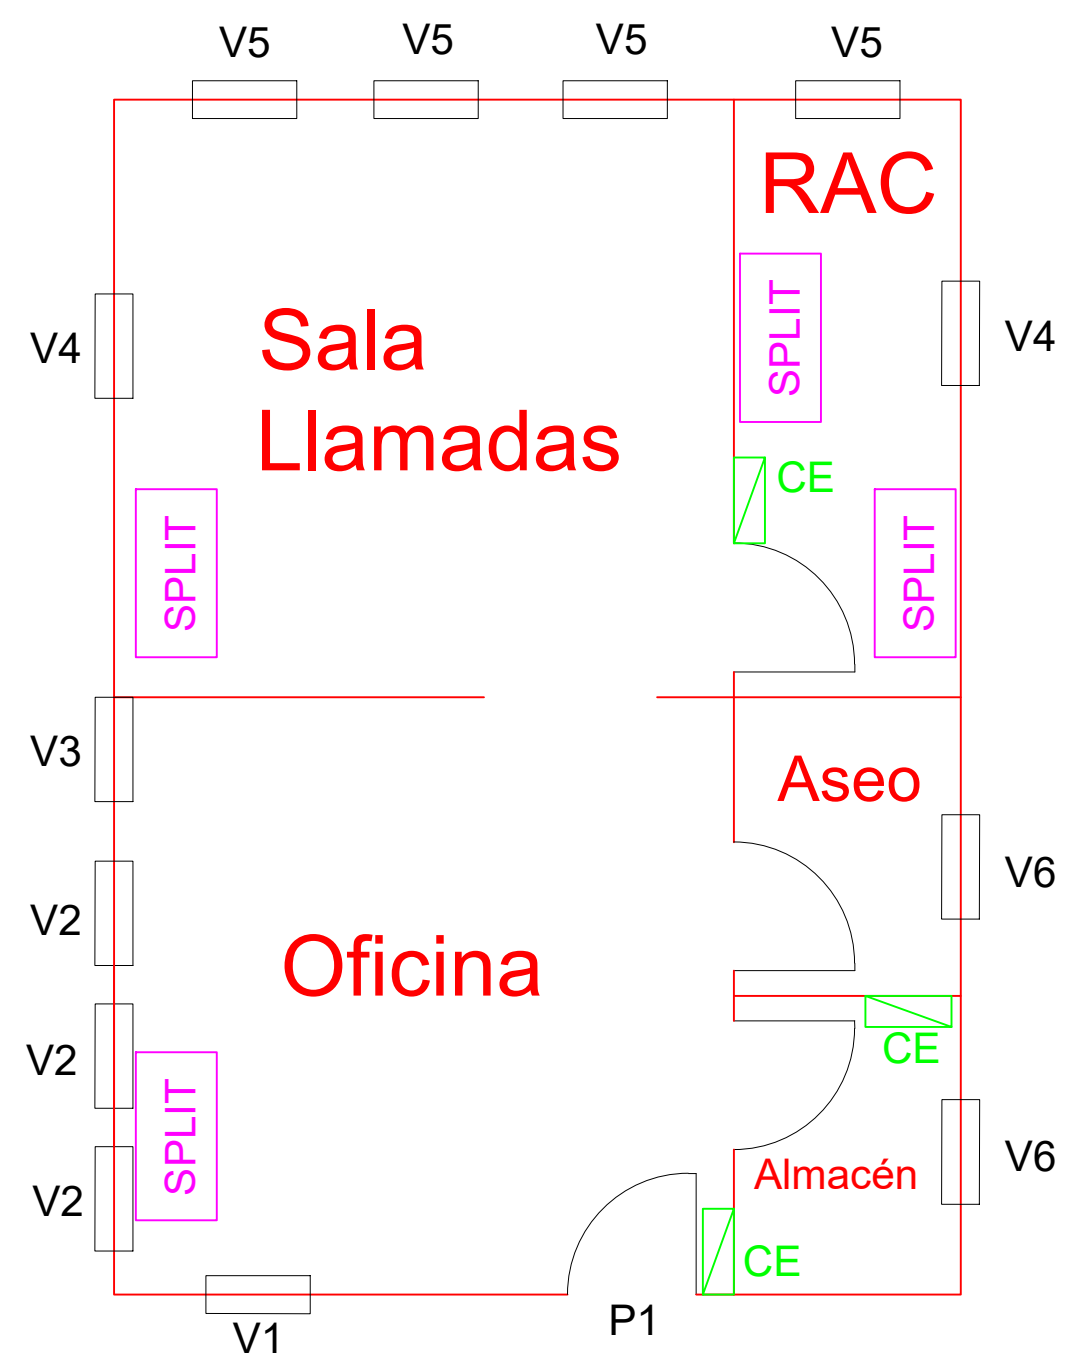 V5
V5
V5
V5
RAC
SPLIT
V4
V4
Sala
Llamadas
CE
SPLIT
SPLIT
V3
Aseo
V6
V2
Oficina
V2
CE
SPLIT
V6
Almacén
V2
CE
P1
V1